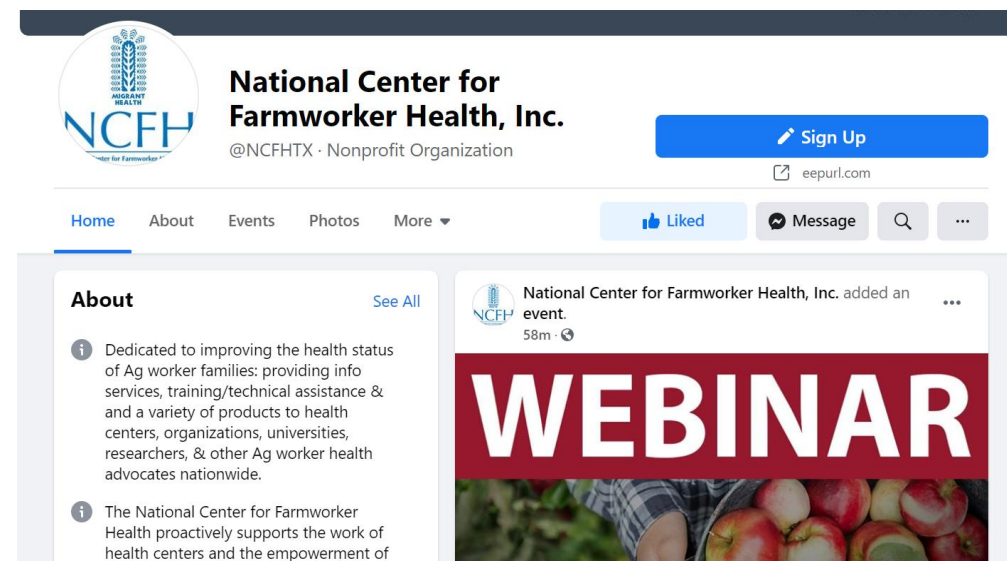 MIGRANT
HEALTH
NCFH
National Center for
Farmworker Health, Inc.
@NCFHTX · Nonprofit Organization
Sign Up
eepurl.com
Home About Events Photos More
Liked Message ...
About See All
Dedicated to improving the health status
of Ag worker families: providing info
services, training/technical assistance &
and a variety of products to health
centers, organizations, universities,
researchers, & other Ag worker health
advocates nationwide.
The National Center for Farmworker
Health proactively supports the work of
health centers and the empowerment of
NCFH
National Center for Farmworker Health, Inc. added an
event.
58m ·
WEBINAR